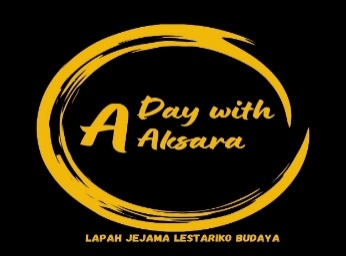 A Day with
Aksara
LAPAH JEJAMA LESTARIKO BUDAYA